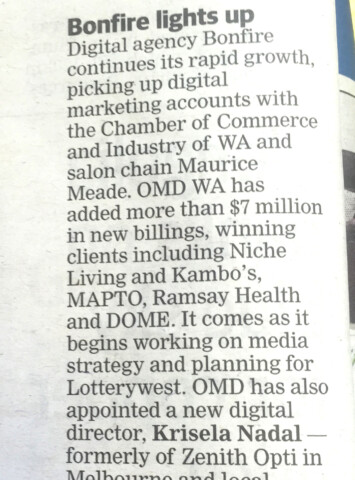 Bonfire lights up
Digital agency Bonfire
continues its rapid growth,
picking up digital
marketing accounts with
the Chamber of Commerce
and Industry of WA and
salon chain Maurice
Meade. OMD WA has
added more than $7 million
in new billings, winning
clients including Niche
Living and Kambo's,
MAPTO, Ramsay Health
and DOME. It comes as it
begins working on media
strategy and planning for
Lotterywest. OMD has also
appointed a new digital
director, Krisela Nadal —
formerly of Zenith Opti in
Melbourne and local